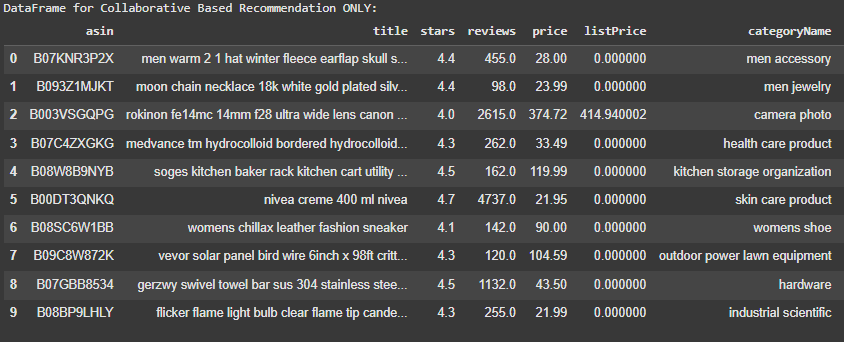 DataFrame for Collaborative Based Recommendation ONLY:
asin title stars reviews price listPrice categoryName
0 B07KNR3P2X men warm 2 1 hat winter fleece earflap skull s... 4.4 455.0 28.00 0.000000 men accessory
1 B093Z1MJKT moon chain necklace 18k white gold plated silv... 4.4 98.0 23.99 0.000000 men jewelry
2 B003VSGQPG rokinon fe14mc 14mm f28 ultra wide lens canon ... 4.0 2615.0 374.72 414.940002 camera photo
3 B07C4ZXGKG medvance tm hydrocolloid bordered hydrocolloid... 4.3 262.0 33.49 0.000000 health care product
4 B08W8B9NYB soges kitchen baker rack kitchen cart utility ... 4.5 162.0 119.99 0.000000 kitchen storage organization
5 B00DT3QNKQ nivea creme 400 ml nivea 4.7 4737.0 21.95 0.000000 skin care product
6 B08SC6W1BB womens chillax leather fashion sneaker 4.1 142.0 90.00 0.000000 womens shoe
7 B09C8W872K vevor solar panel bird wire 6inch x 98ft critt... 4.3 120.0 104.59 0.000000 outdoor power lawn equipment
8 B07GBB8534 gerzwy swivel towel bar sus 304 stainless stee... 4.5 1132.0 43.50 0.000000 hardware
9 B08BP9LHLY flicker flame light bulb clear flame tip cande... 4.3 255.0 21.99 0.000000 industrial scientific